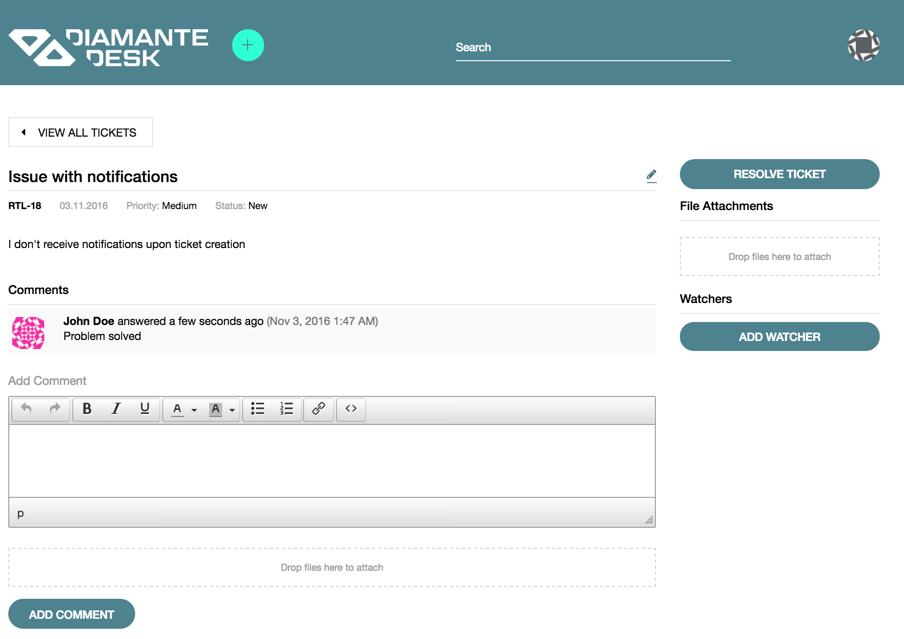 DIAMANTE
DESK
+
Search
VIEW ALL TICKETS
Issue with notifications
RESOLVE TICKET
RTL-18 03.11.2016 Priority: Medium Status: New
File Attachments
I don't receive notifications upon ticket creation
Drop files here to attach
Comments
Watchers
John Doe answered a few seconds ago (Nov 3, 2016 1:47 AM)
Problem solved
ADD WATCHER
Add Comment
B I U A A
p
Drop files here to attach
ADD COMMENT